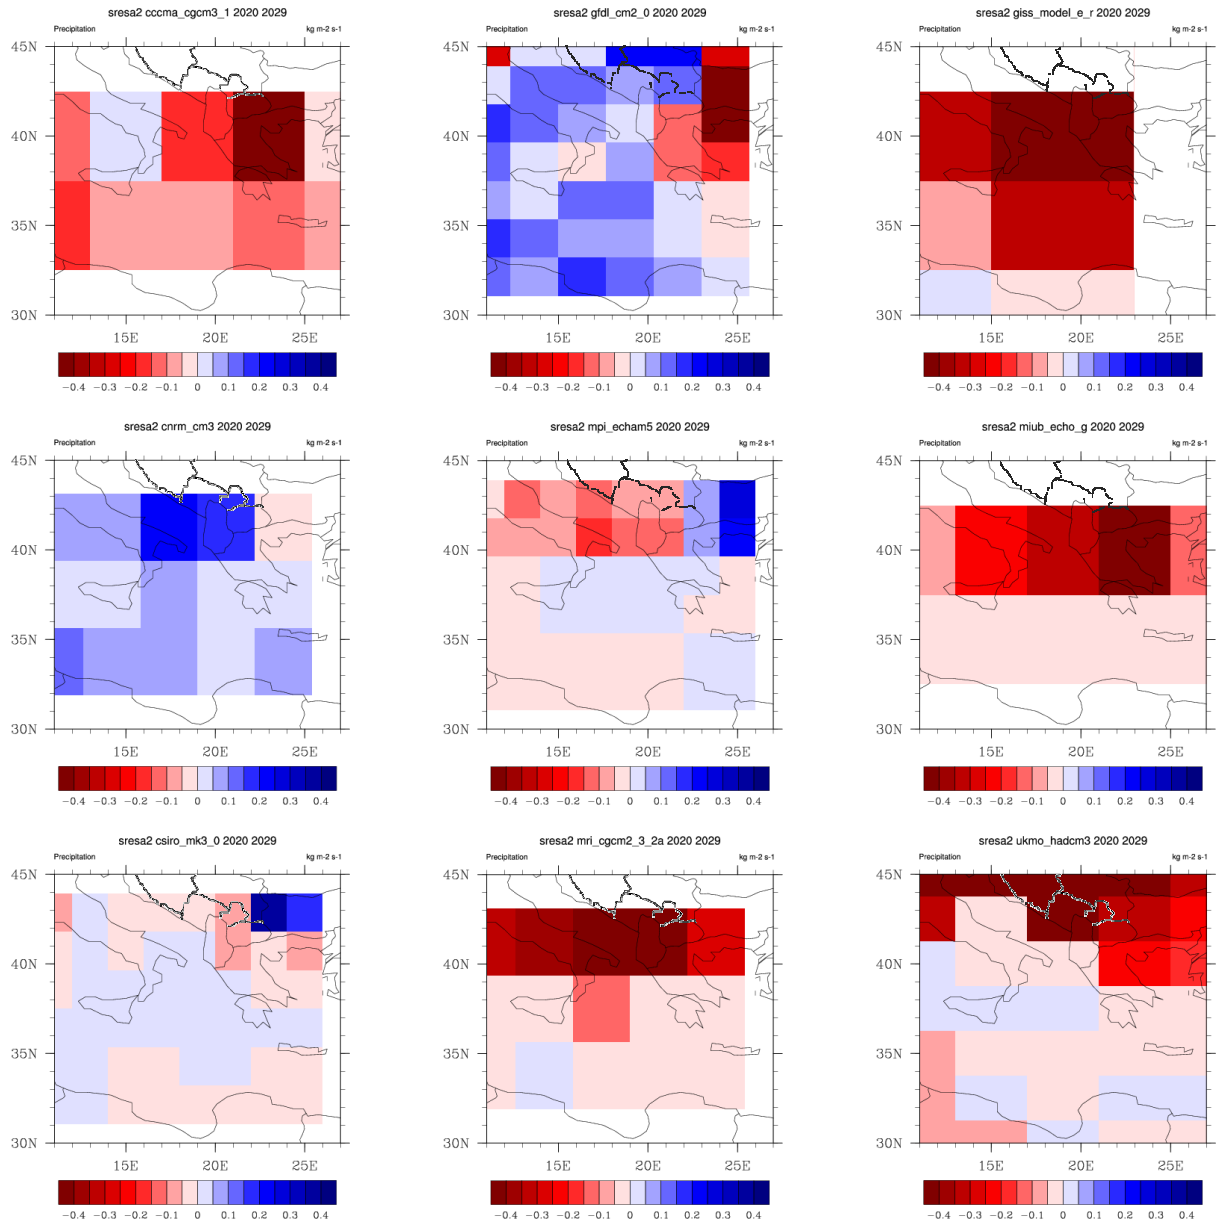 sresa2 cccma_cgcm3_1 2020 2029
Precipitation kg m-2 s-1
45N
40N
35N
30N
15E 20E 25E
−0.4 −0.3 −0.2 −0.1 0 0.1 0.2 0.3 0.4
sresa2 gfdl_cm2_0 2020 2029
Precipitation kg m-2 s-1
45N
40N
35N
30N
15E 20E 25E
−0.4 −0.3 −0.2 −0.1 0 0.1 0.2 0.3 0.4
sresa2 giss_model_e_r 2020 2029
Precipitation kg m-2 s-1
45N
40N
35N
30N
15E 20E 25E
−0.4 −0.3 −0.2 −0.1 0 0.1 0.2 0.3 0.4
sresa2 cnrm_cm3 2020 2029
Precipitation kg m-2 s-1
45N
40N
35N
30N
15E 20E 25E
−0.4 −0.3 −0.2 −0.1 0 0.1 0.2 0.3 0.4
sresa2 mpi_echam5 2020 2029
Precipitation kg m-2 s-1
45N
40N
35N
30N
15E 20E 25E
−0.4 −0.3 −0.2 −0.1 0 0.1 0.2 0.3 0.4
sresa2 miub_echo_g 2020 2029
Precipitation kg m-2 s-1
45N
40N
35N
30N
15E 20E 25E
−0.4 −0.3 −0.2 −0.1 0 0.1 0.2 0.3 0.4
sresa2 csiro_mk3_0 2020 2029
Precipitation kg m-2 s-1
45N
40N
35N
30N
15E 20E 25E
−0.4 −0.3 −0.2 −0.1 0 0.1 0.2 0.3 0.4
sresa2 mri_cgcm2_3_2a 2020 2029
Precipitation kg m-2 s-1
45N
40N
35N
30N
15E 20E 25E
−0.4 −0.3 −0.2 −0.1 0 0.1 0.2 0.3 0.4
sresa2 ukmo_hadcm3 2020 2029
Precipitation kg m-2 s-1
45N
40N
35N
30N
15E 20E 25E
−0.4 −0.3 −0.2 −0.1 0 0.1 0.2 0.3 0.4